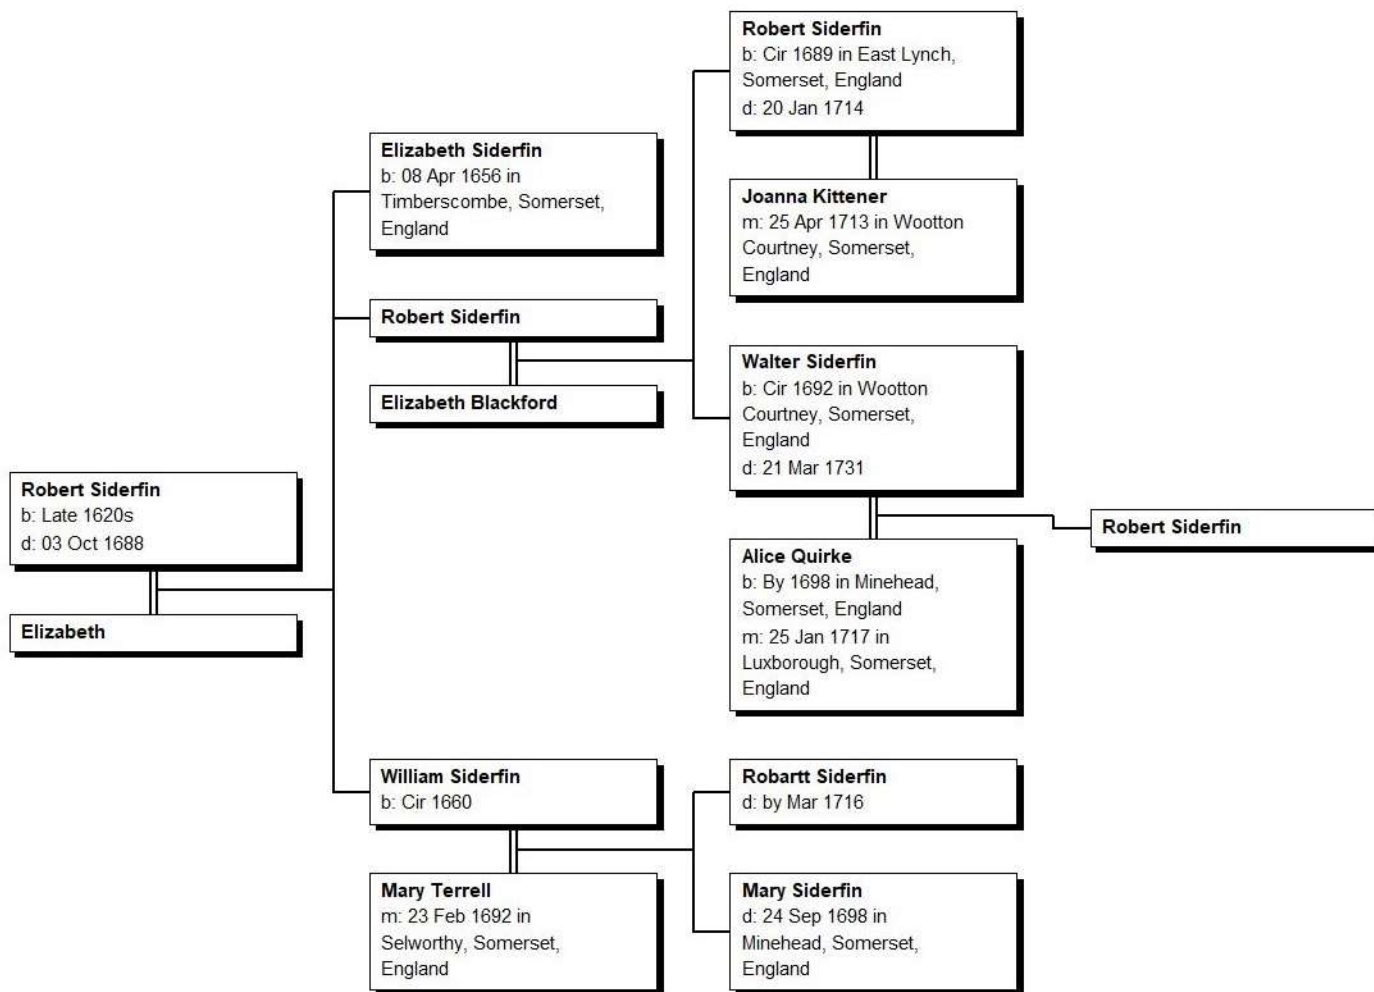 Robert Siderfin
b: Late 1620s
d: 03 Oct 1688
Elizabeth
Elizabeth Siderfin
b: 08 Apr 1656 in
Timberscombe, Somerset,
England
Robert Siderfin
Elizabeth Blackford
William Siderfin
b: Cir 1660
Mary Terrell
m: 23 Feb 1692 in
Selworthy, Somerset,
England
Robert Siderfin
b: Cir 1689 in East Lynch,
Somerset, England
d: 20 Jan 1714
Joanna Kittener
m: 25 Apr 1713 in Wootton
Courtney, Somerset,
England
Walter Siderfin
b: Cir 1692 in Wootton
Courtney, Somerset,
England
d: 21 Mar 1731
Alice Quirke
b: By 1698 in Minehead,
Somerset, England
m: 25 Jan 1717 in
Luxborough, Somerset,
England
Robartt Siderfin
d: by Mar 1716
Mary Siderfin
d: 24 Sep 1698 in
Minehead, Somerset,
England
Robert Siderfin